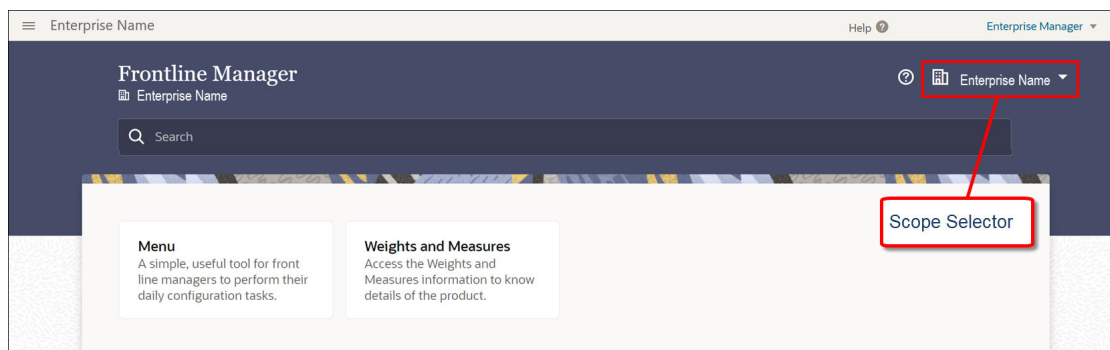 Enterprise Name
Help
Enterprise Manager
Frontline Manager
Enterprise Name
Enterprise Name
Search
Scope Selector
Menu
A simple, useful tool for front
line managers to perform their
daily configuration tasks.
Weights and Measures
Access the Weights and
Measures information to know
details of the product.